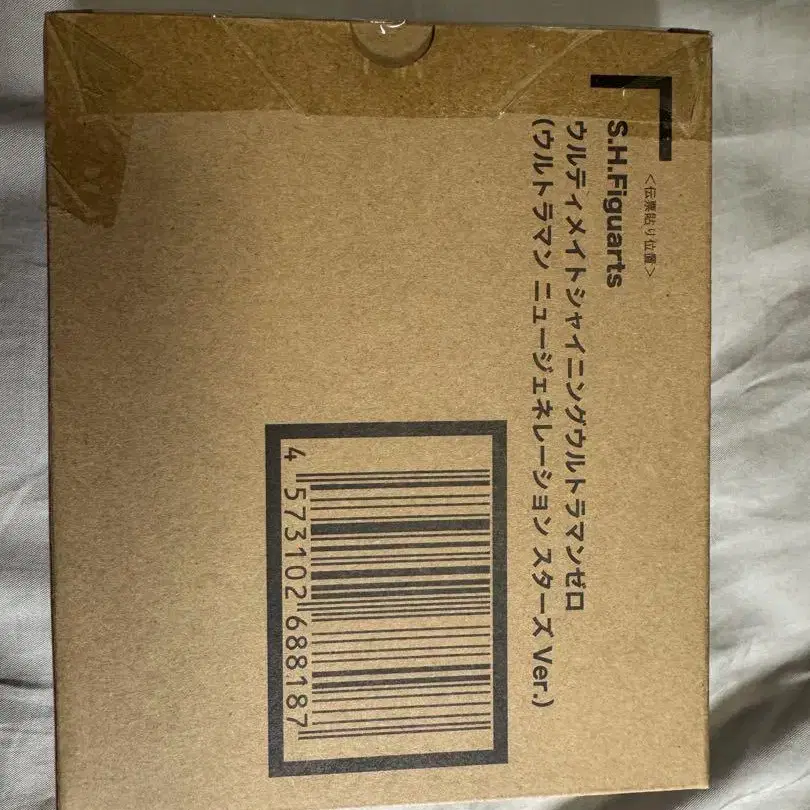 <伝票貼り位置>
S.H.Figuarts
ウルティメイトシャイニングウルトラマンゼロ
(ウルトラマン ニュージェネレーション スターズ Ver.)
4 573102 688187